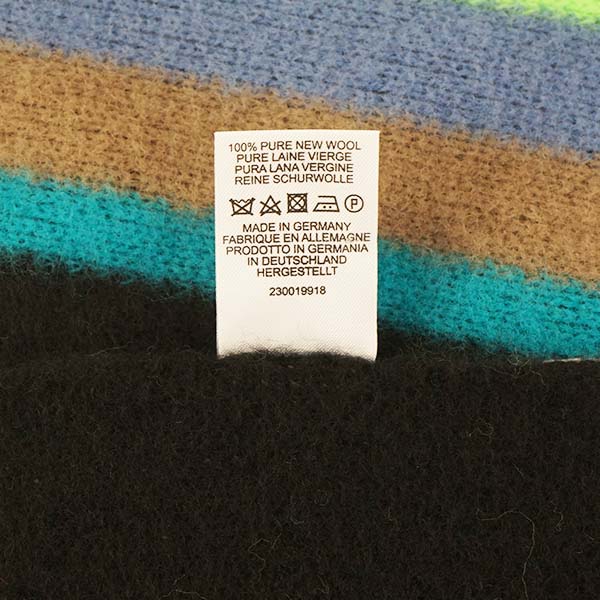 100% PURE NEW WOOL
PURE LAINE VIERGE
PURA LANA VERGINE
REINE SCHURWOLLE
P
MADE IN GERMANY
FABRIQUE EN ALLEMAGNE
PRODOTTO IN GERMANIA
IN DEUTSCHLAND
HERGESTELLT
230019918